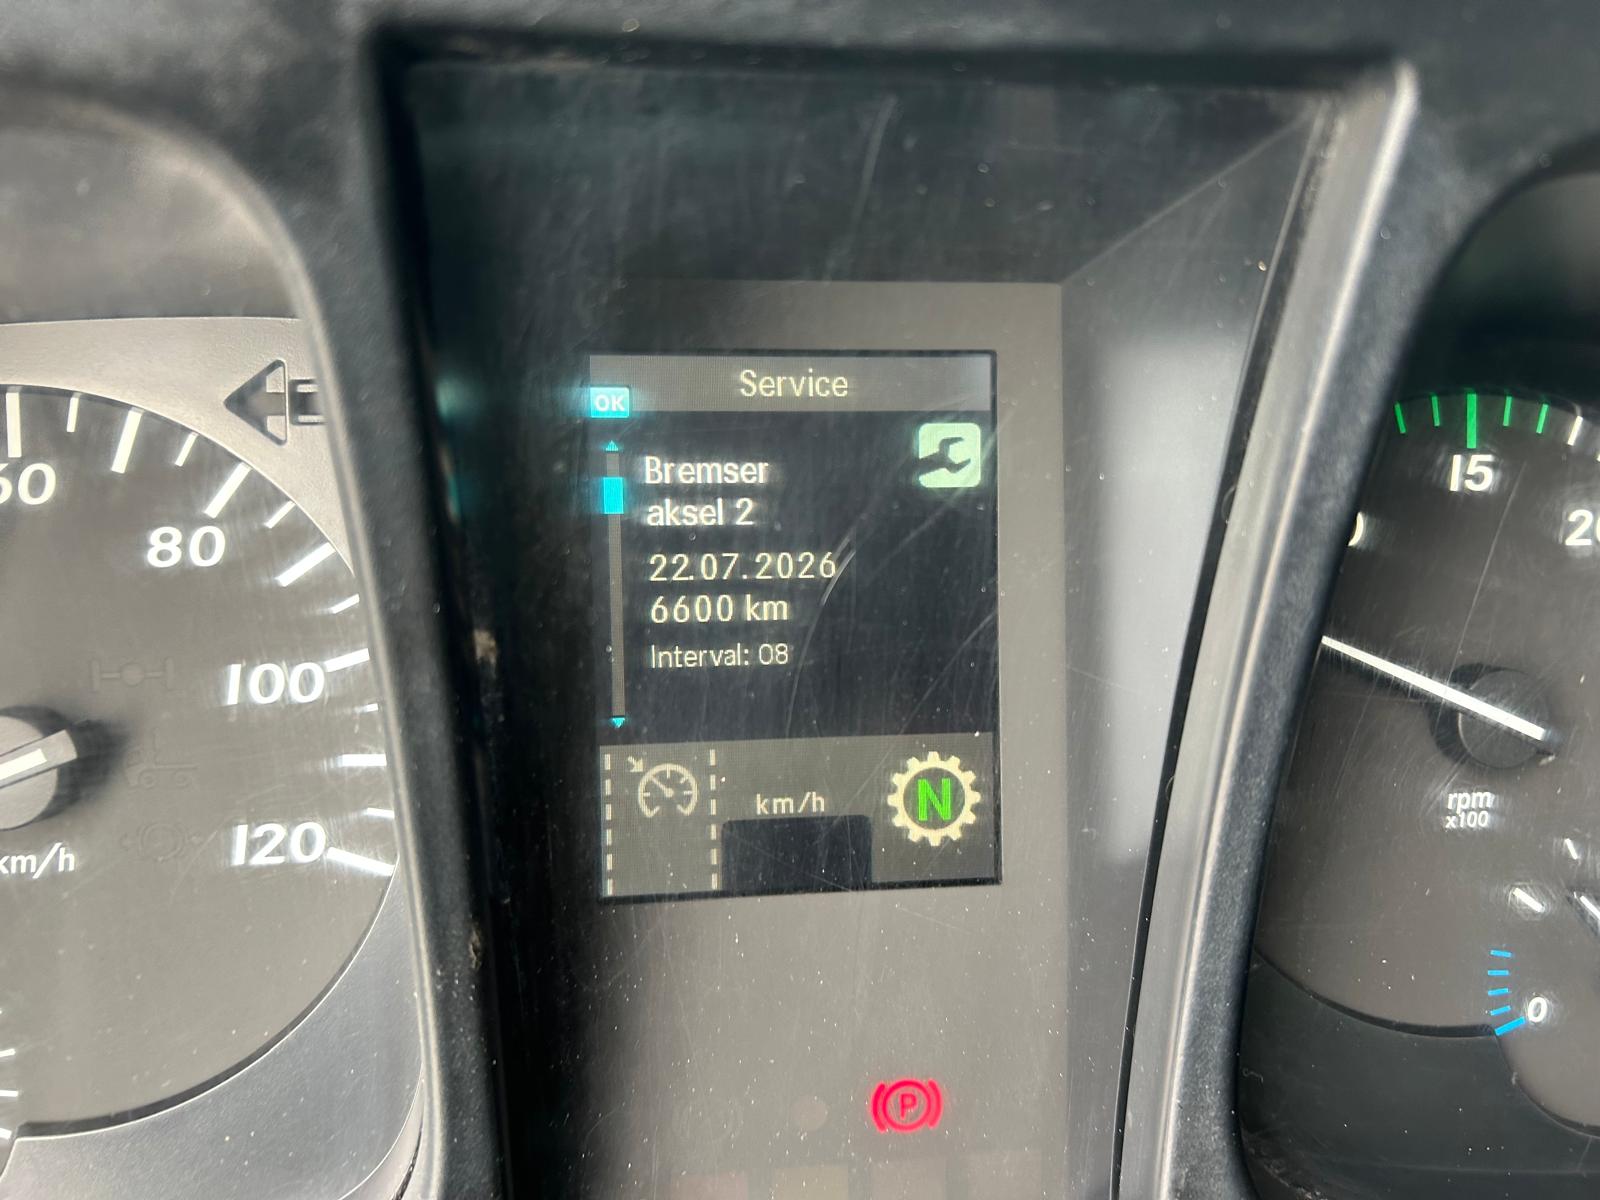 Service
OK
Bremser
aksel 2
22.07.2026
6600 km
Interval: 08
km/h
N
P
60
80
100
120
km/h
15
rpm
x100
0